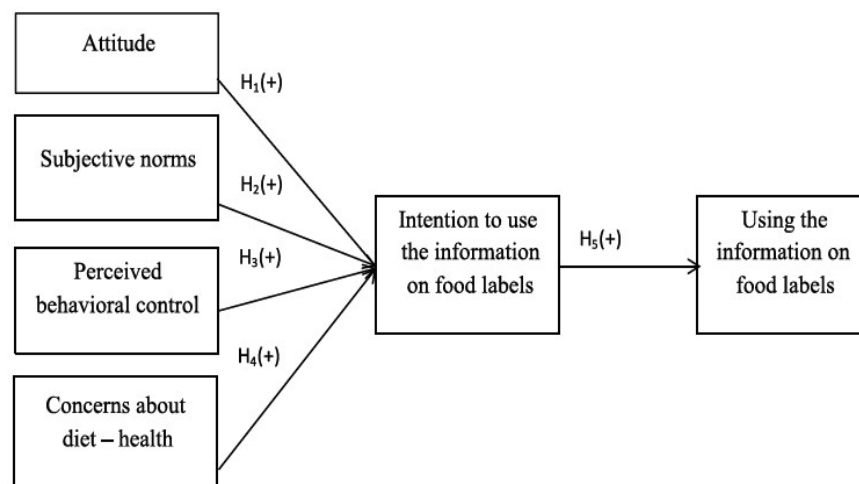 Attitude
H₁(+)
Subjective norms
H₂(+)
Perceived
behavioral control
H₃(+)
Concerns about
diet – health
H₄(+)
Intention to use
the information
on food labels
H₅(+)
Using the
information on
food labels